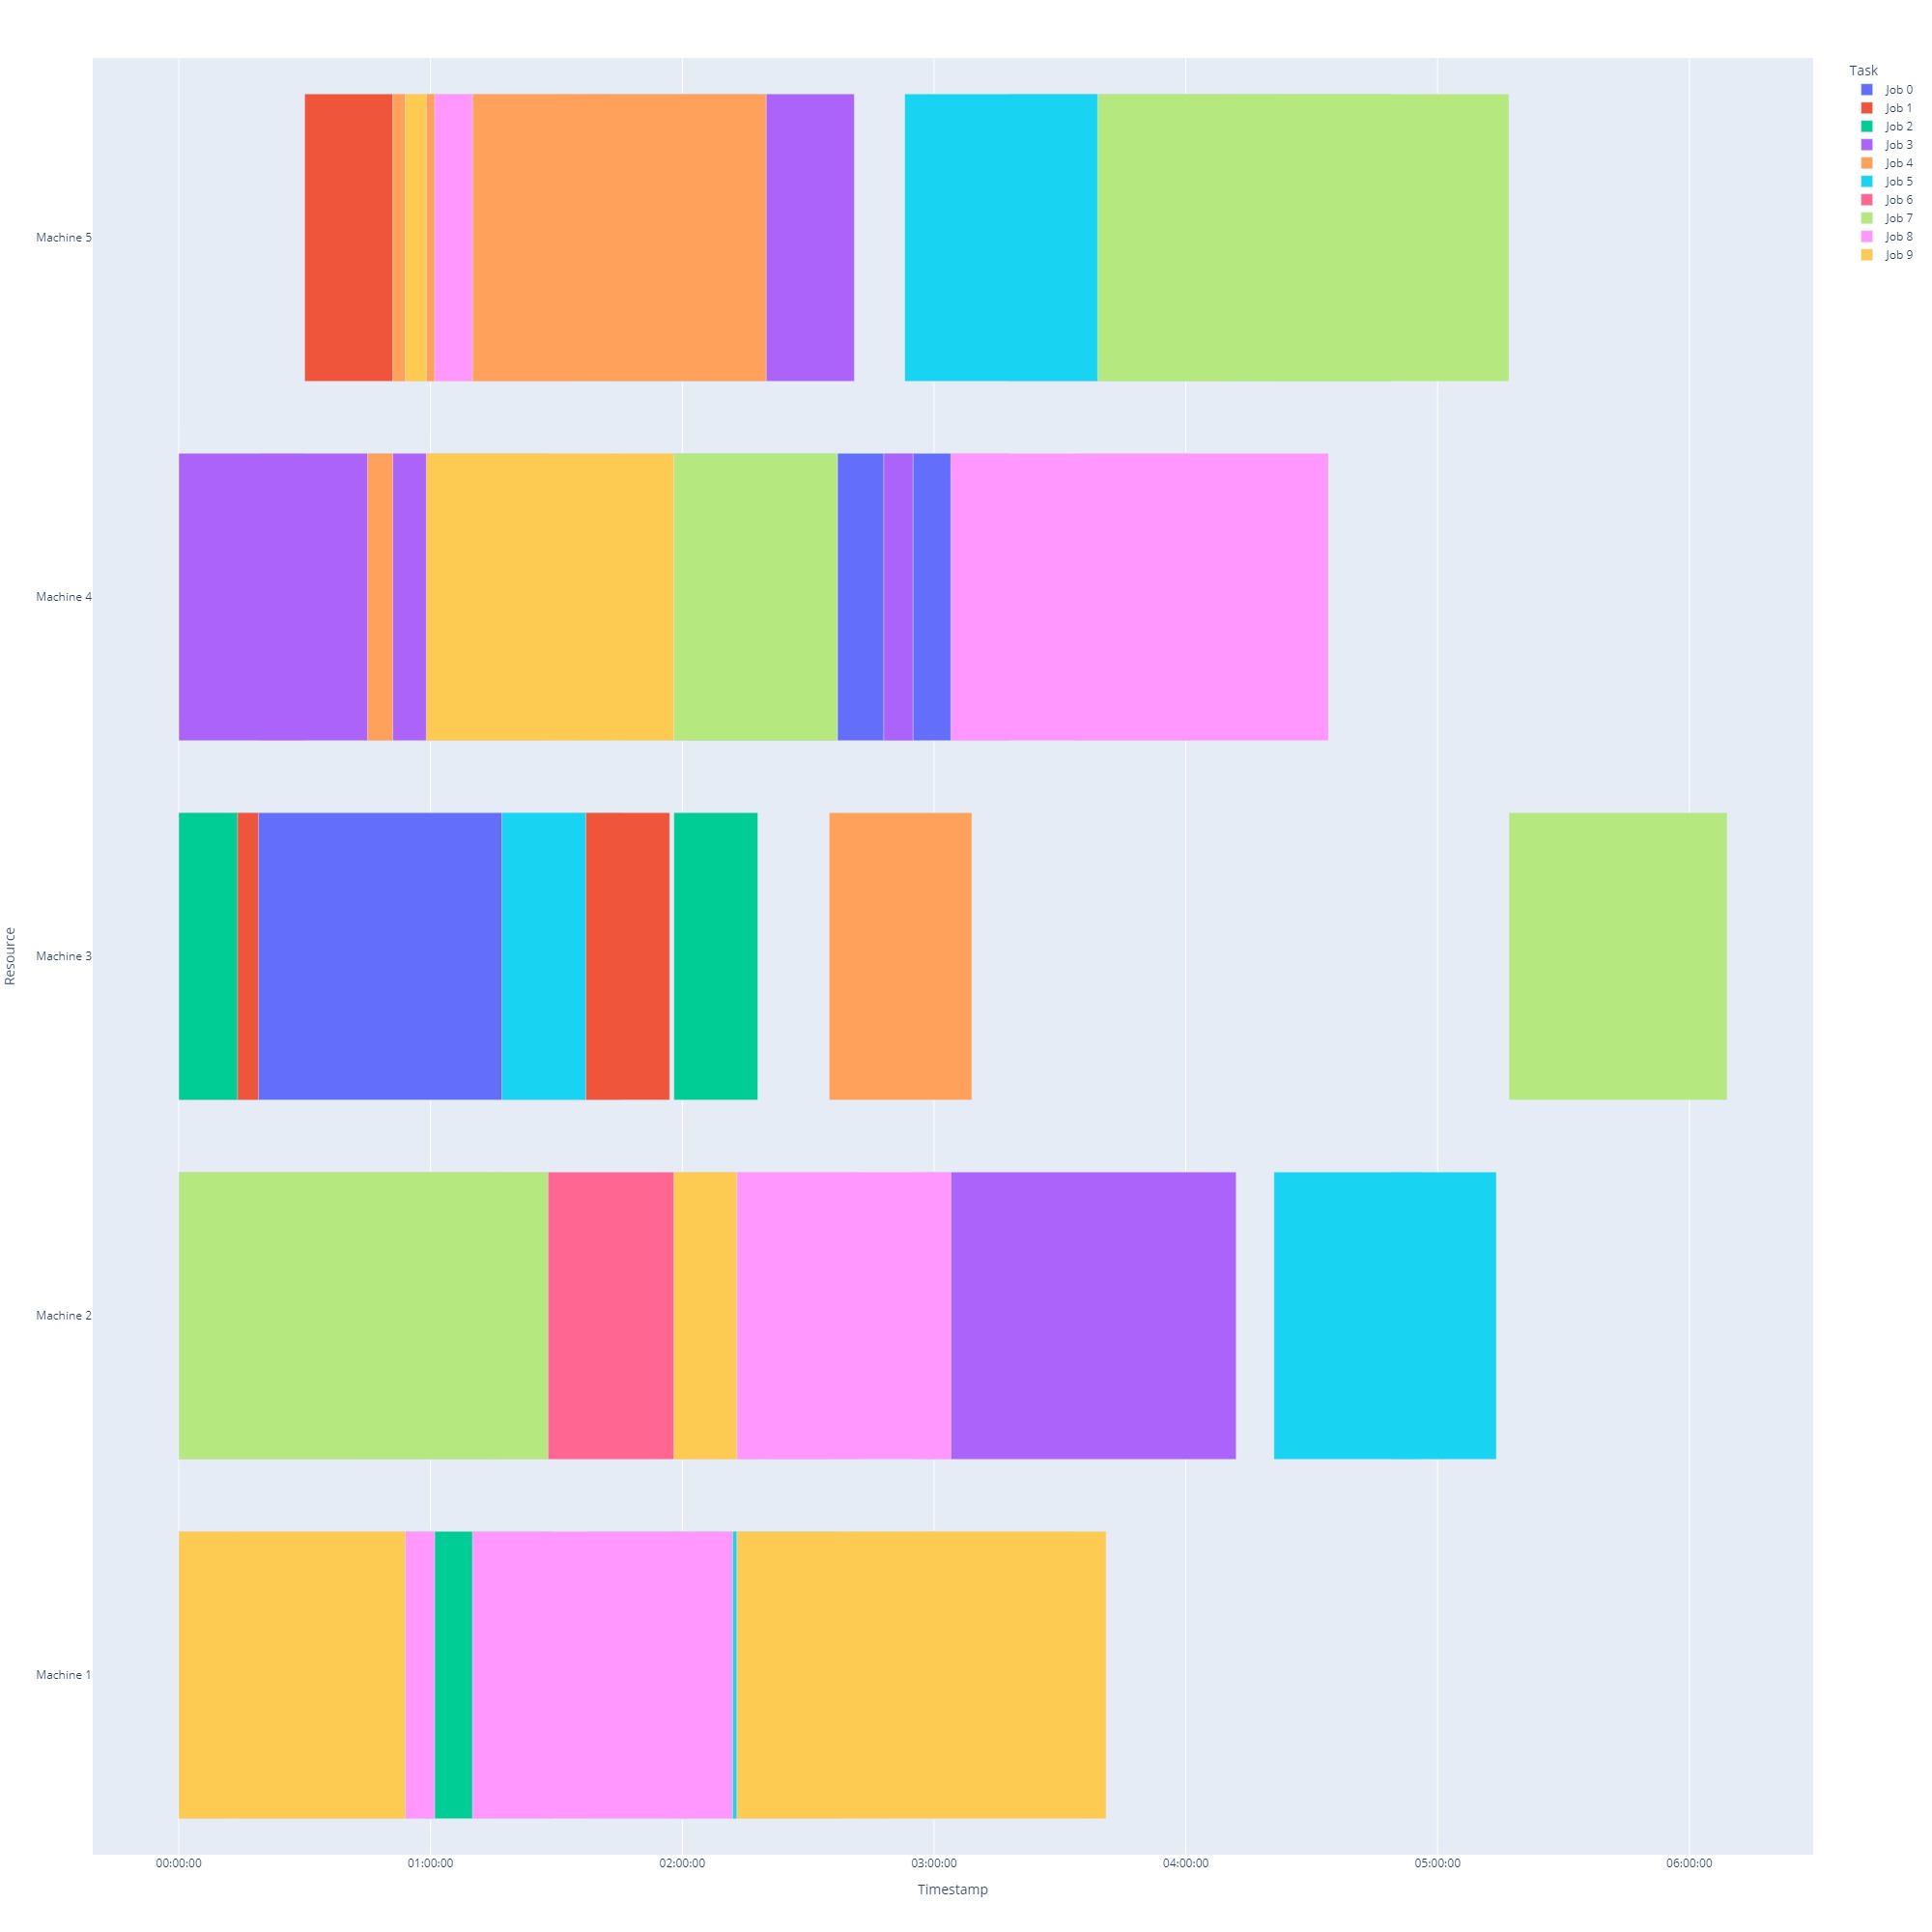 Task
Job 0
Job 1
Job 2
Job 3
Job 4
Job 5
Job 6
Job 7
Job 8
Job 9
Machine 5
Machine 4
Machine 3
Machine 2
Machine 1
Resource
00:00:00 01:00:00 02:00:00 03:00:00 04:00:00 05:00:00 06:00:00
Timestamp